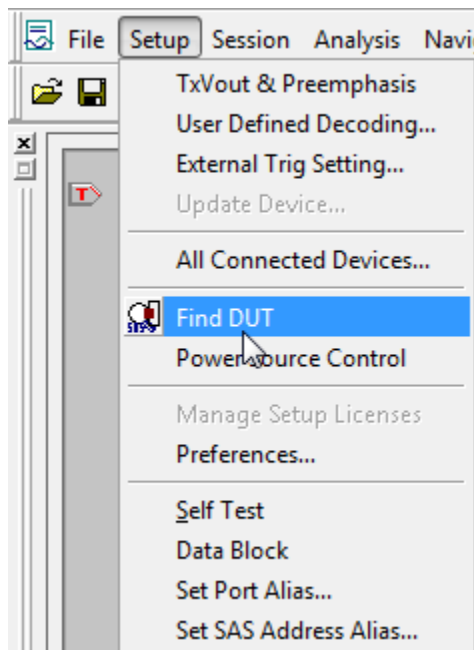 File Setup Session Analysis Navi
TxVout & Preemphasis
User Defined Decoding...
External Trig Setting...
Update Device...
All Connected Devices...
Find DUT
Power Source Control
Manage Setup Licenses
Preferences...
Self Test
Data Block
Set Port Alias...
Set SAS Address Alias...
T